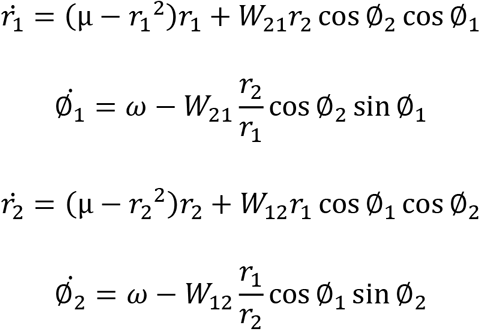 ṙ₁ = (μ − r₁²)r₁ + W₂₁r₂ cos ∅₂ cos ∅₁
∅̇₁ = ω − W₂₁ r₂/r₁ cos ∅₂ sin ∅₁
ṙ₂ = (μ − r₂²)r₂ + W₁₂r₁ cos ∅₁ cos ∅₂
∅̇₂ = ω − W₁₂ r₁/r₂ cos ∅₁ sin ∅₂